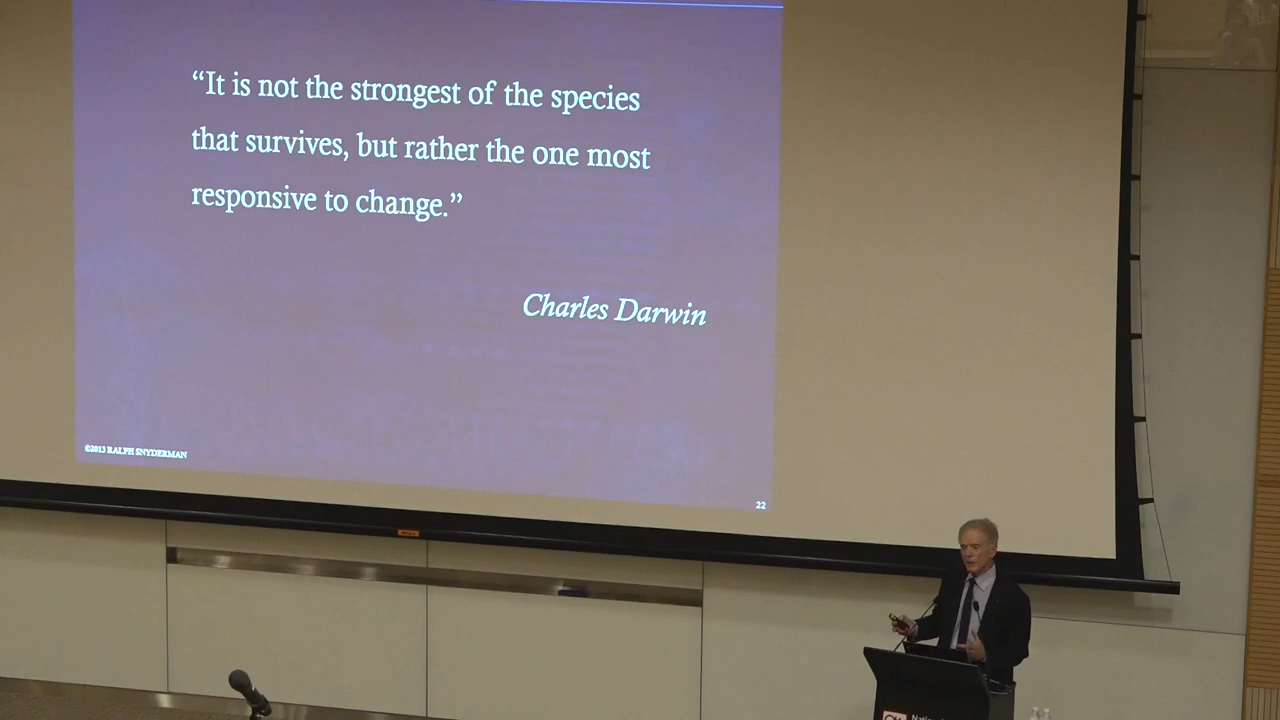 “It is not the strongest of the species
that survives, but rather the one most
responsive to change.”
Charles Darwin
©2013 RALPH SNYDERMAN
22